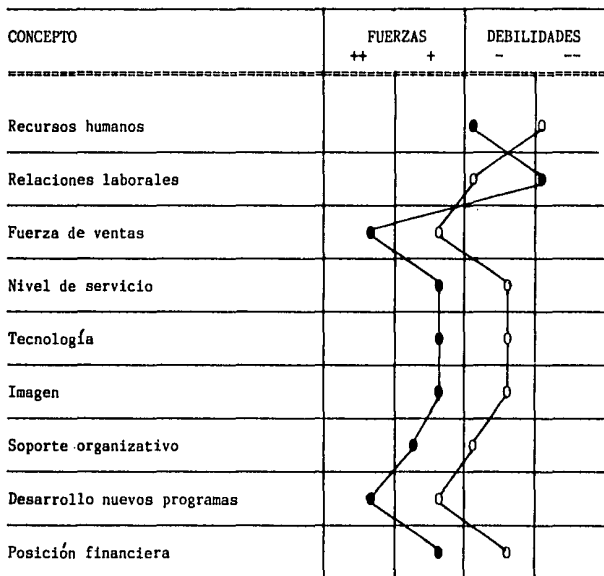 CONCEPTO FUERZAS DEBILIDADES
++ + - --
Recursos humanos
Relaciones laborales
Fuerza de ventas
Nivel de servicio
Tecnología
Imagen
Soporte organizativo
Desarrollo nuevos programas
Posición financiera